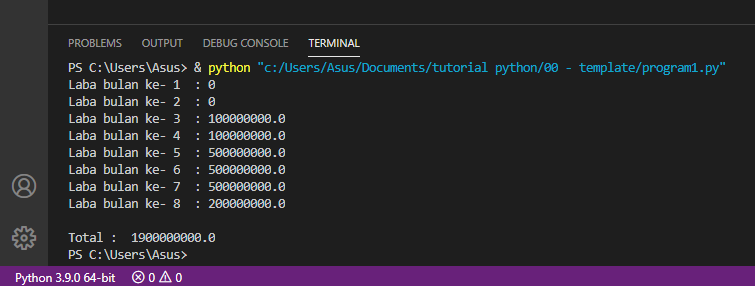 PROBLEMS OUTPUT DEBUG CONSOLE TERMINAL
PS C:\Users\Asus> & python "c:/Users/Asus/Documents/tutorial python/00 - template/program1.py"
Laba bulan ke- 1  : 0
Laba bulan ke- 2  : 0
Laba bulan ke- 3  : 100000000.0
Laba bulan ke- 4  : 100000000.0
Laba bulan ke- 5  : 500000000.0
Laba bulan ke- 6  : 500000000.0
Laba bulan ke- 7  : 500000000.0
Laba bulan ke- 8  : 200000000.0
Total :  1900000000.0
PS C:\Users\Asus>
Python 3.9.0 64-bit 0 0